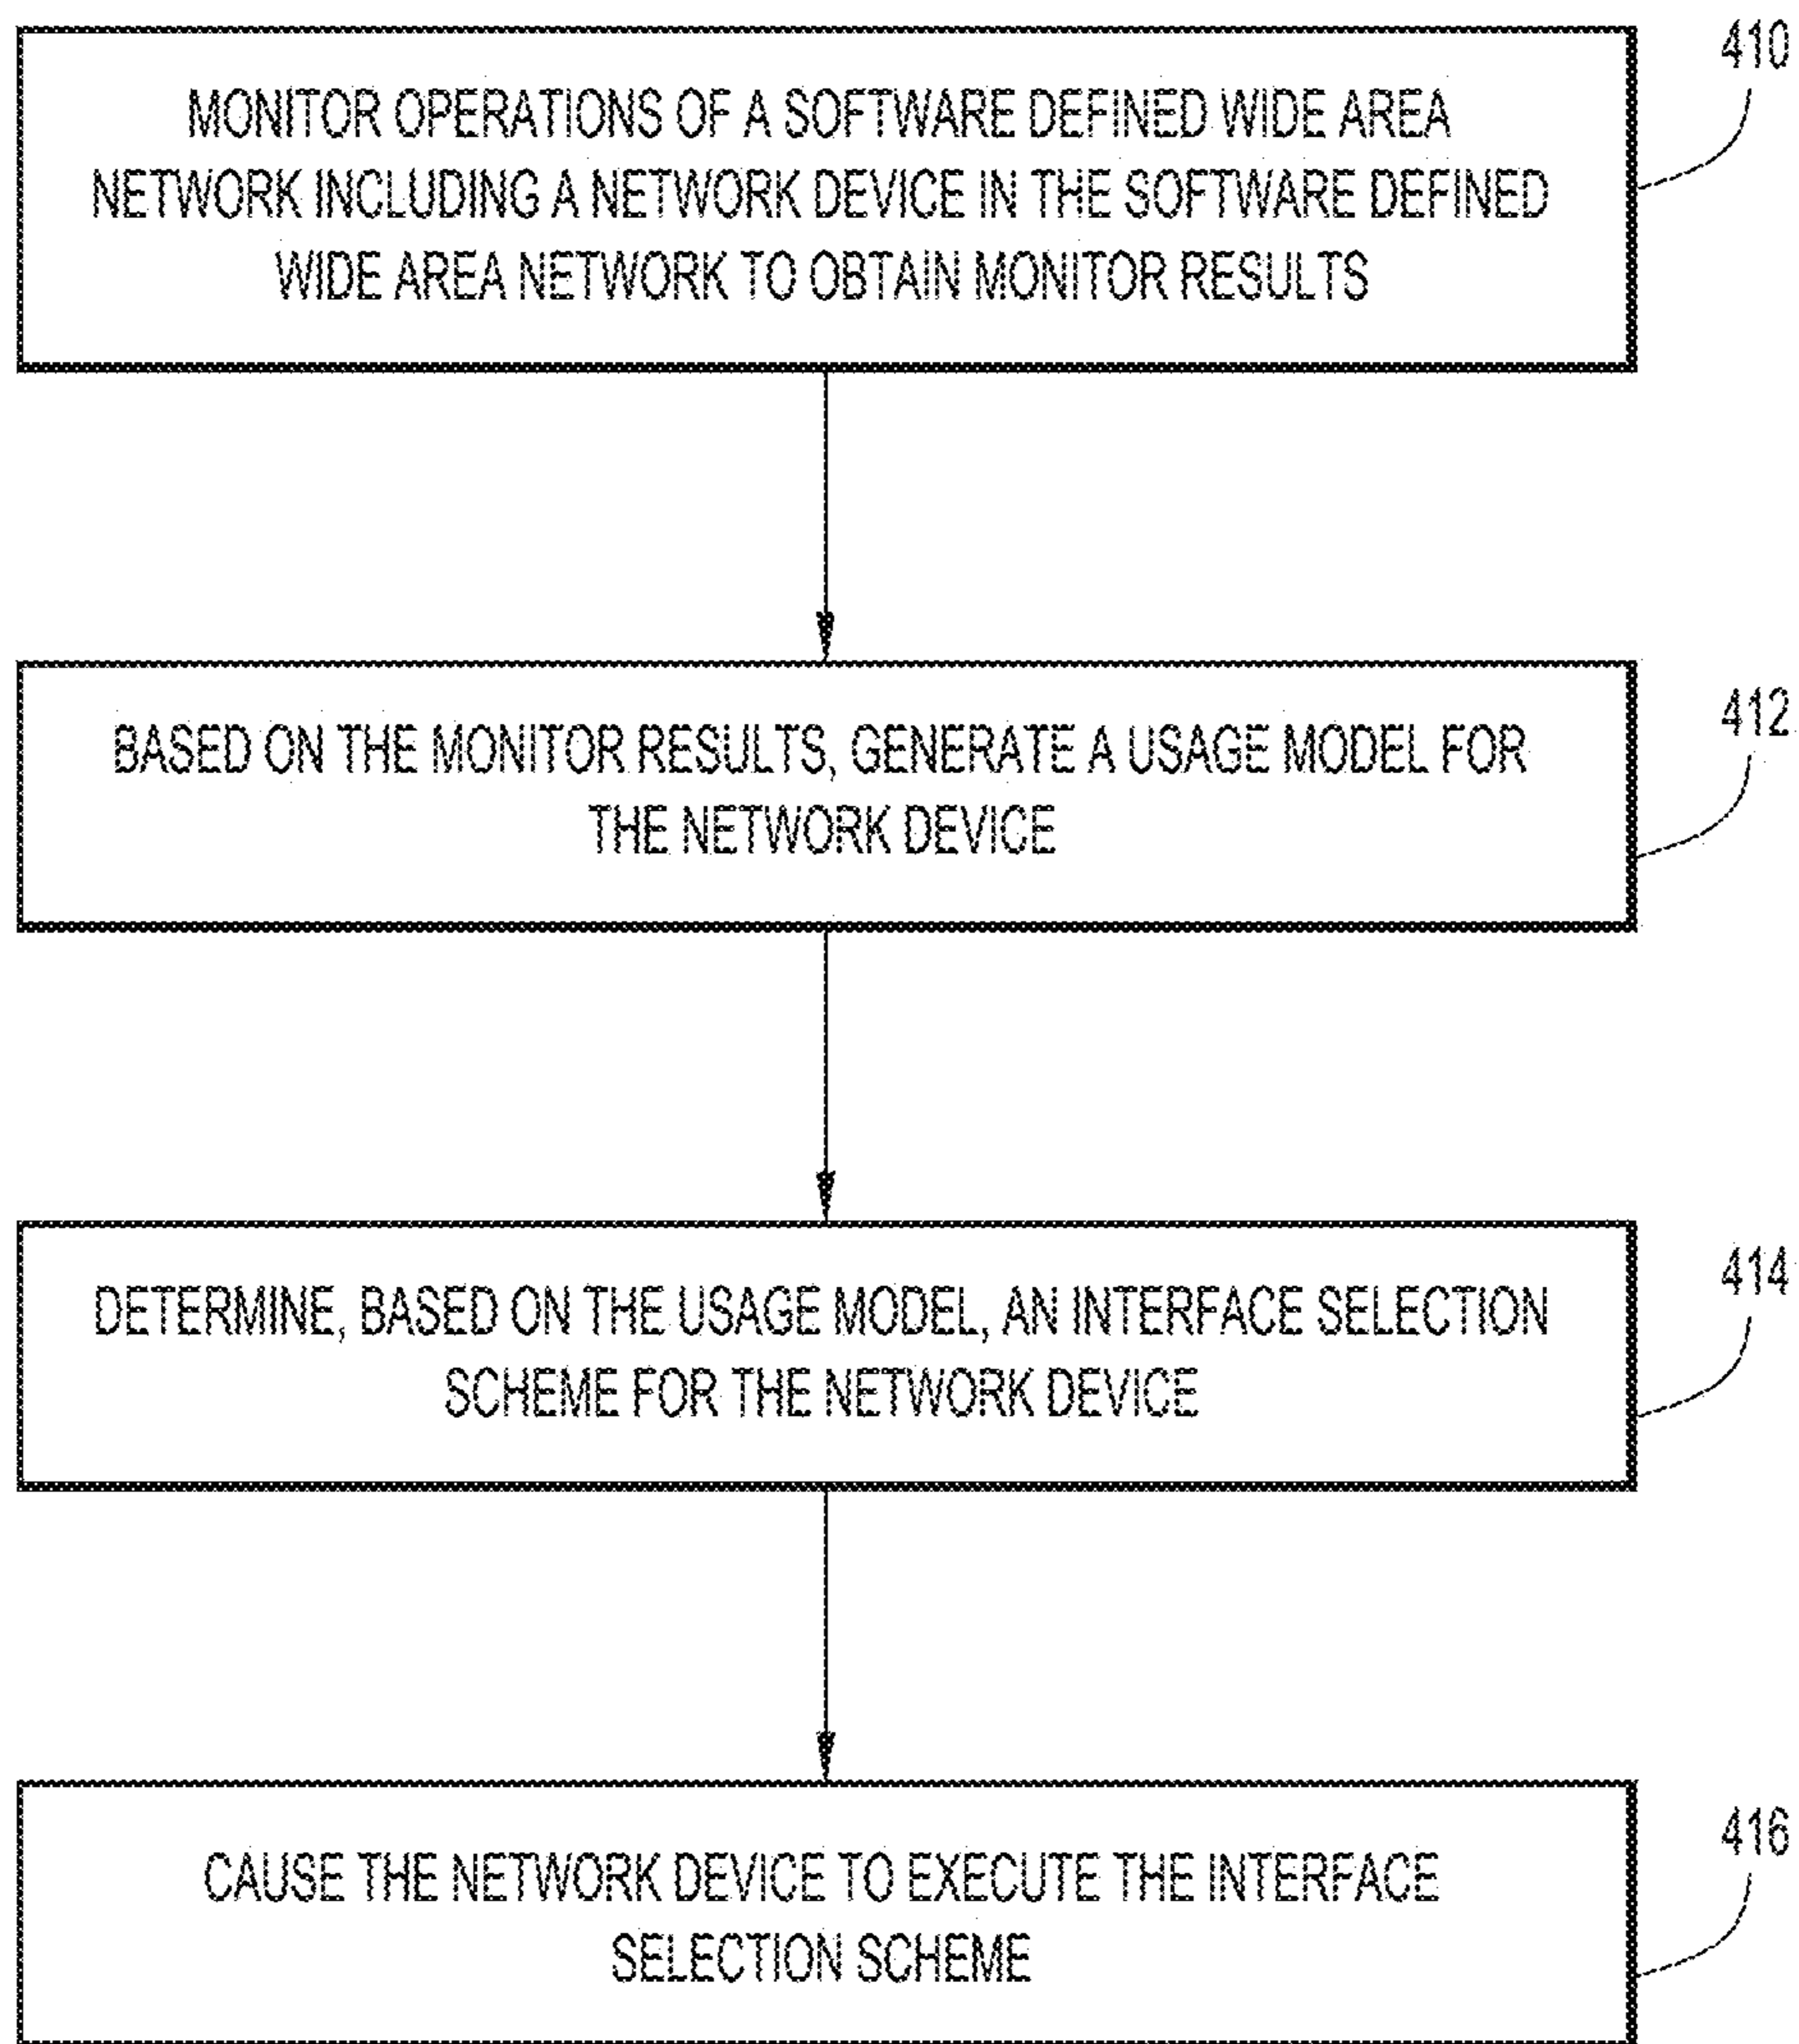 410
MONITOR OPERATIONS OF A SOFTWARE DEFINED WIDE AREA
NETWORK INCLUDING A NETWORK DEVICE IN THE SOFTWARE DEFINED
WIDE AREA NETWORK TO OBTAIN MONITOR RESULTS
412
BASED ON THE MONITOR RESULTS, GENERATE A USAGE MODEL FOR
THE NETWORK DEVICE
414
DETERMINE, BASED ON THE USAGE MODEL, AN INTERFACE SELECTION
SCHEME FOR THE NETWORK DEVICE
416
CAUSE THE NETWORK DEVICE TO EXECUTE THE INTERFACE
SELECTION SCHEME